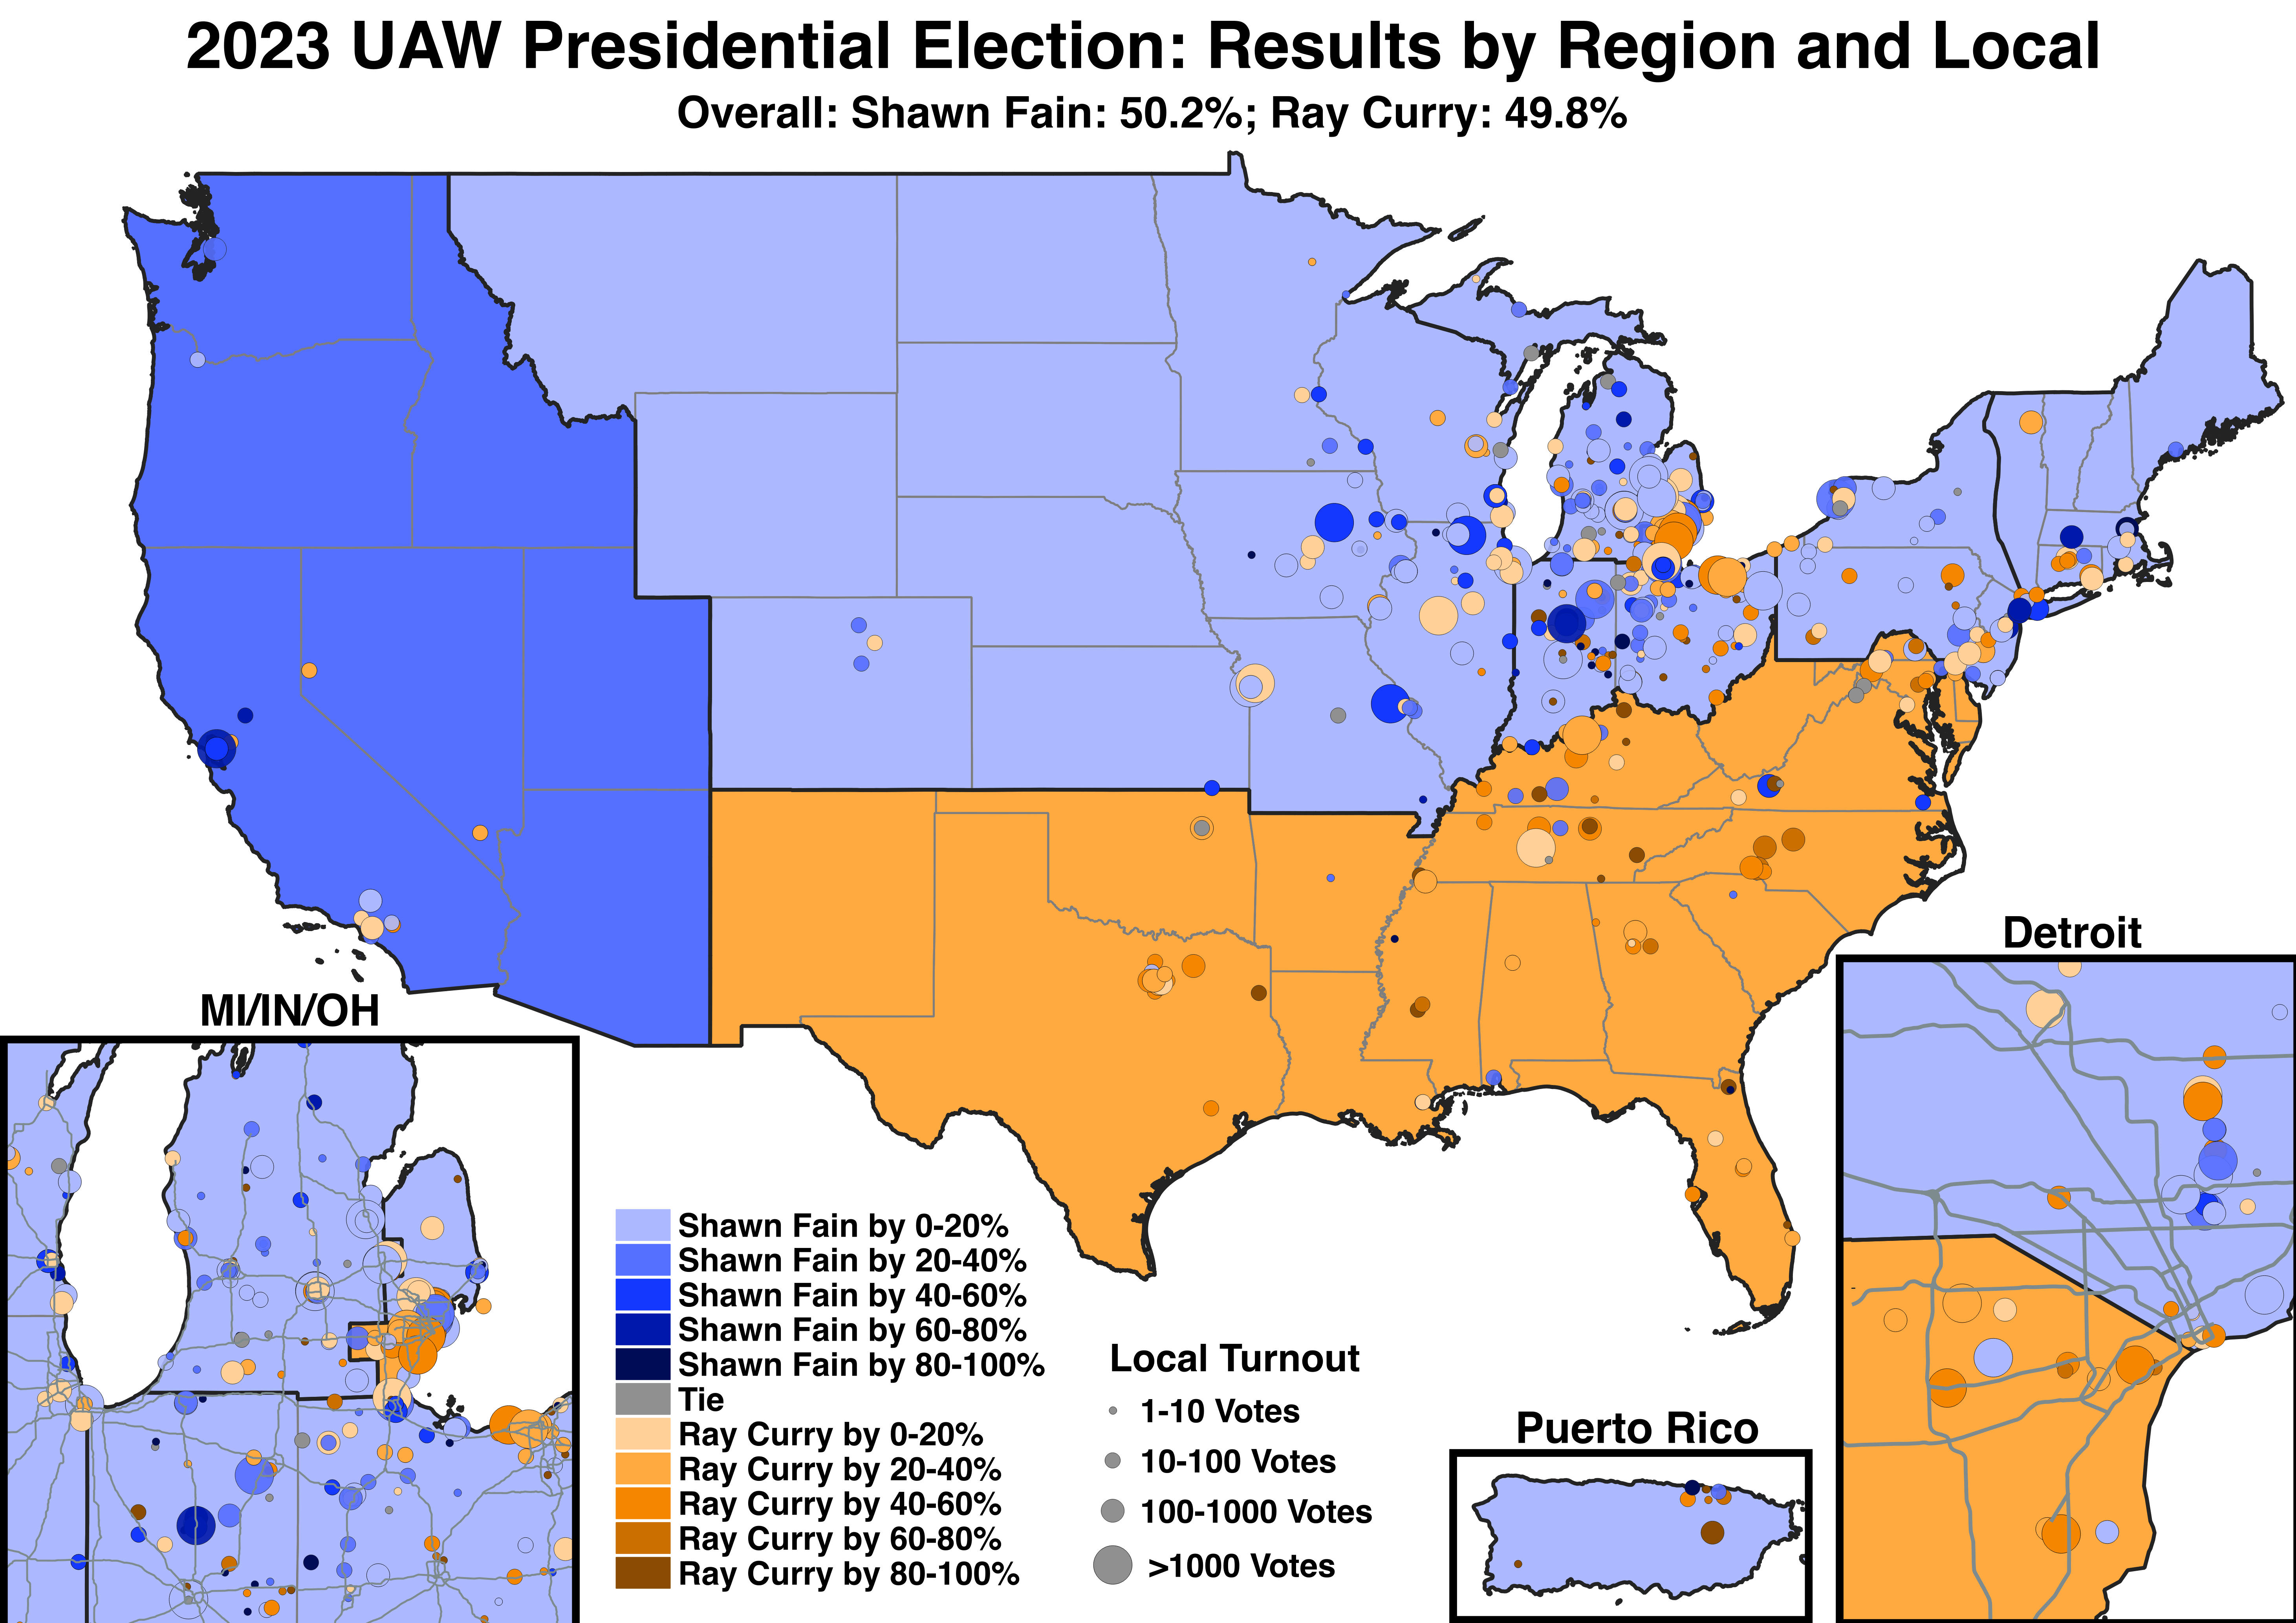 2023 UAW Presidential Election: Results by Region and Local
Overall: Shawn Fain: 50.2%; Ray Curry: 49.8%
Detroit
MI/IN/OH
Shawn Fain by 0-20%
Shawn Fain by 20-40%
Shawn Fain by 40-60%
Shawn Fain by 60-80%
Shawn Fain by 80-100%
Tie
Ray Curry by 0-20%
Ray Curry by 20-40%
Ray Curry by 40-60%
Ray Curry by 60-80%
Ray Curry by 80-100%
Local Turnout
1-10 Votes
10-100 Votes
100-1000 Votes
>1000 Votes
Puerto Rico